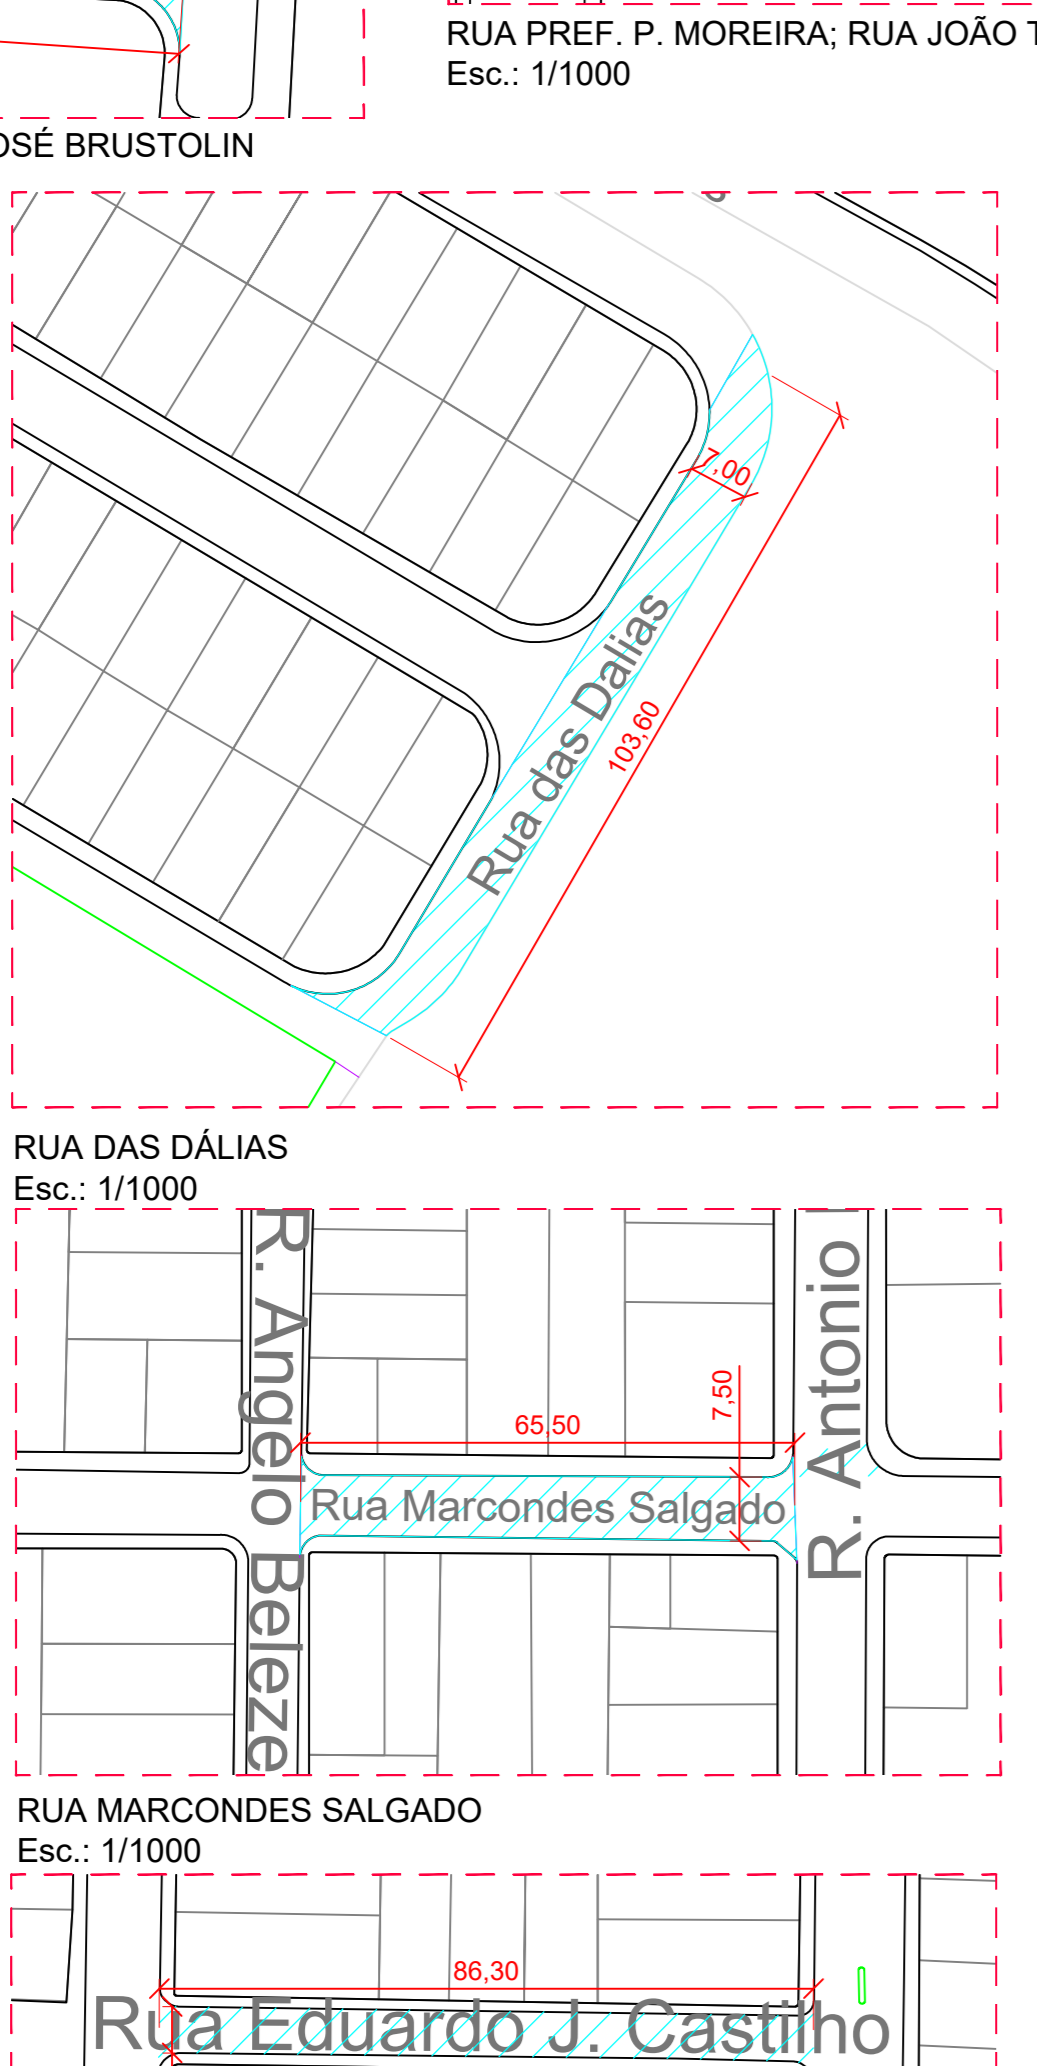 RUA PREF. P. MOREIRA; RUA JOÃO
Esc.: 1/1000
BRUSTOLIN
7,00
Rua das Dalias
103,60
RUA DAS DÁLIAS
Esc.: 1/1000
R. Angelo Beleze
R. Antonio
65,50
7,50
Rua Marcondes Salgado
RUA MARCONDES SALGADO
Esc.: 1/1000
86,30
Rua Eduardo J. Castilho